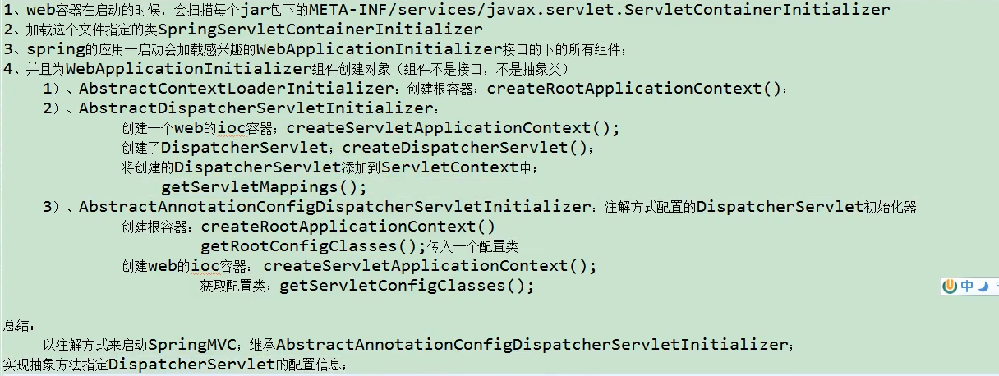 1、web容器在启动的时候，会扫描每个jar包下的META-INF/services/javax.servlet.ServletContainerInitializer
2、加载这个文件指定的类SpringServletContainerInitializer
3、spring的应用一启动会加载感兴趣的WebApplicationInitializer接口的下的所有组件；
4、并且为WebApplicationInitializer组件创建对象（组件不是接口，不是抽象类）
1）、AbstractContextLoaderInitializer：创建根容器；createRootApplicationContext()；
2）、AbstractDispatcherServletInitializer：
创建一个web的ioc容器；createServletApplicationContext();
创建了DispatcherServlet；createDispatcherServlet()；
将创建的DispatcherServlet添加到ServletContext中；
getServletMappings();
3）、AbstractAnnotationConfigDispatcherServletInitializer：注解方式配置的DispatcherServlet初始化器
创建根容器：createRootApplicationContext()
getRootConfigClasses();传入一个配置类
创建web的ioc容器： createServletApplicationContext();
获取配置类；getServletConfigClasses();
总结：
以注解方式来启动SpringMVC；继承AbstractAnnotationConfigDispatcherServletInitializer；
实现抽象方法指定DispatcherServlet的配置信息；
中